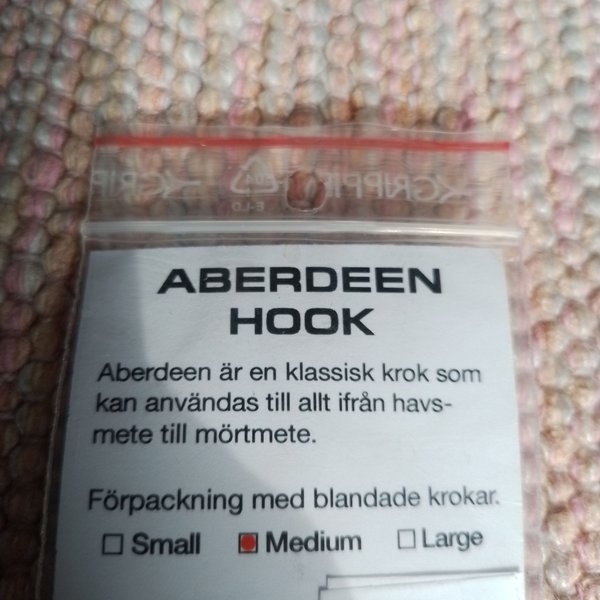 GRIPPIE
ABERDEEN
HOOK
Aberdeen är en klassisk krok som
kan användas till allt ifrån havs-
mete till mörtmete.
Förpackning med blandade krokar.
Small Medium Large